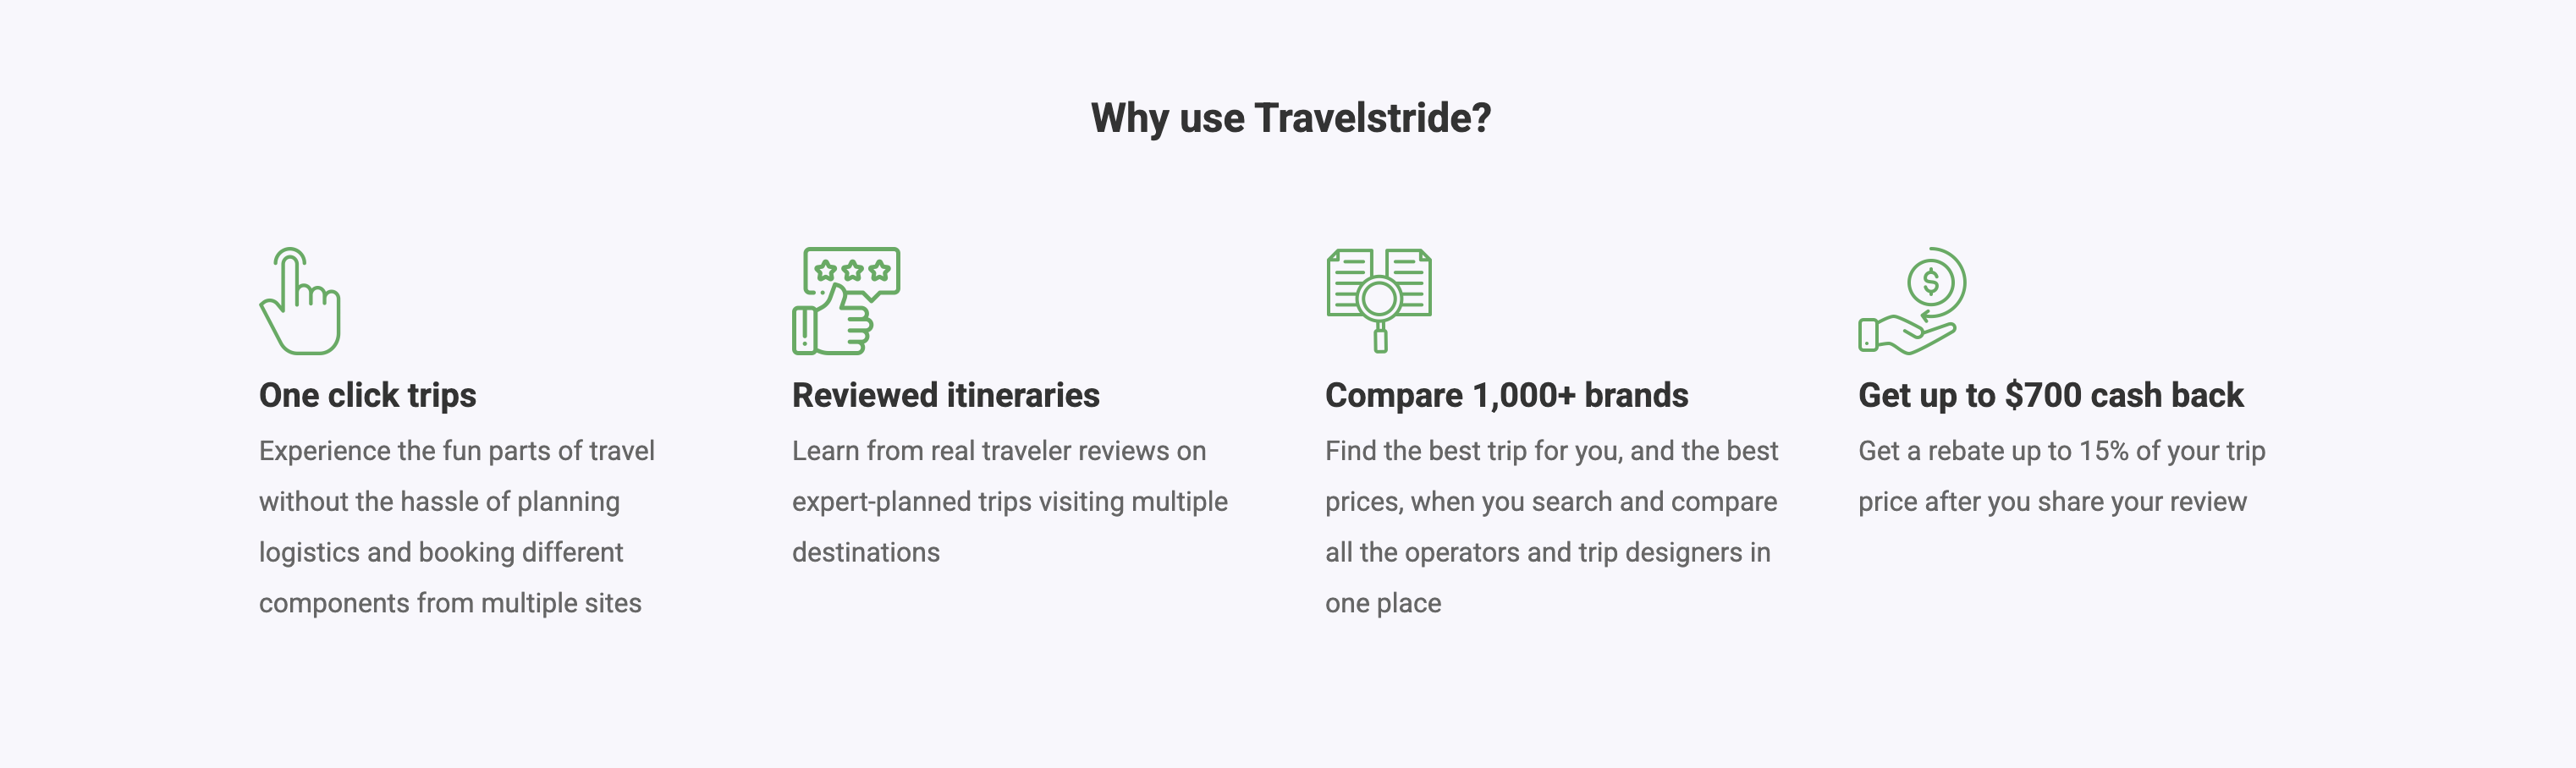 Why use Travelstride?
One click trips
Experience the fun parts of travel
without the hassle of planning
logistics and booking different
components from multiple sites
Reviewed itineraries
Learn from real traveler reviews on
expert-planned trips visiting multiple
destinations
Compare 1,000+ brands
Find the best trip for you, and the best
prices, when you search and compare
all the operators and trip designers in
one place
$
Get up to $700 cash back
Get a rebate up to 15% of your trip
price after you share your review